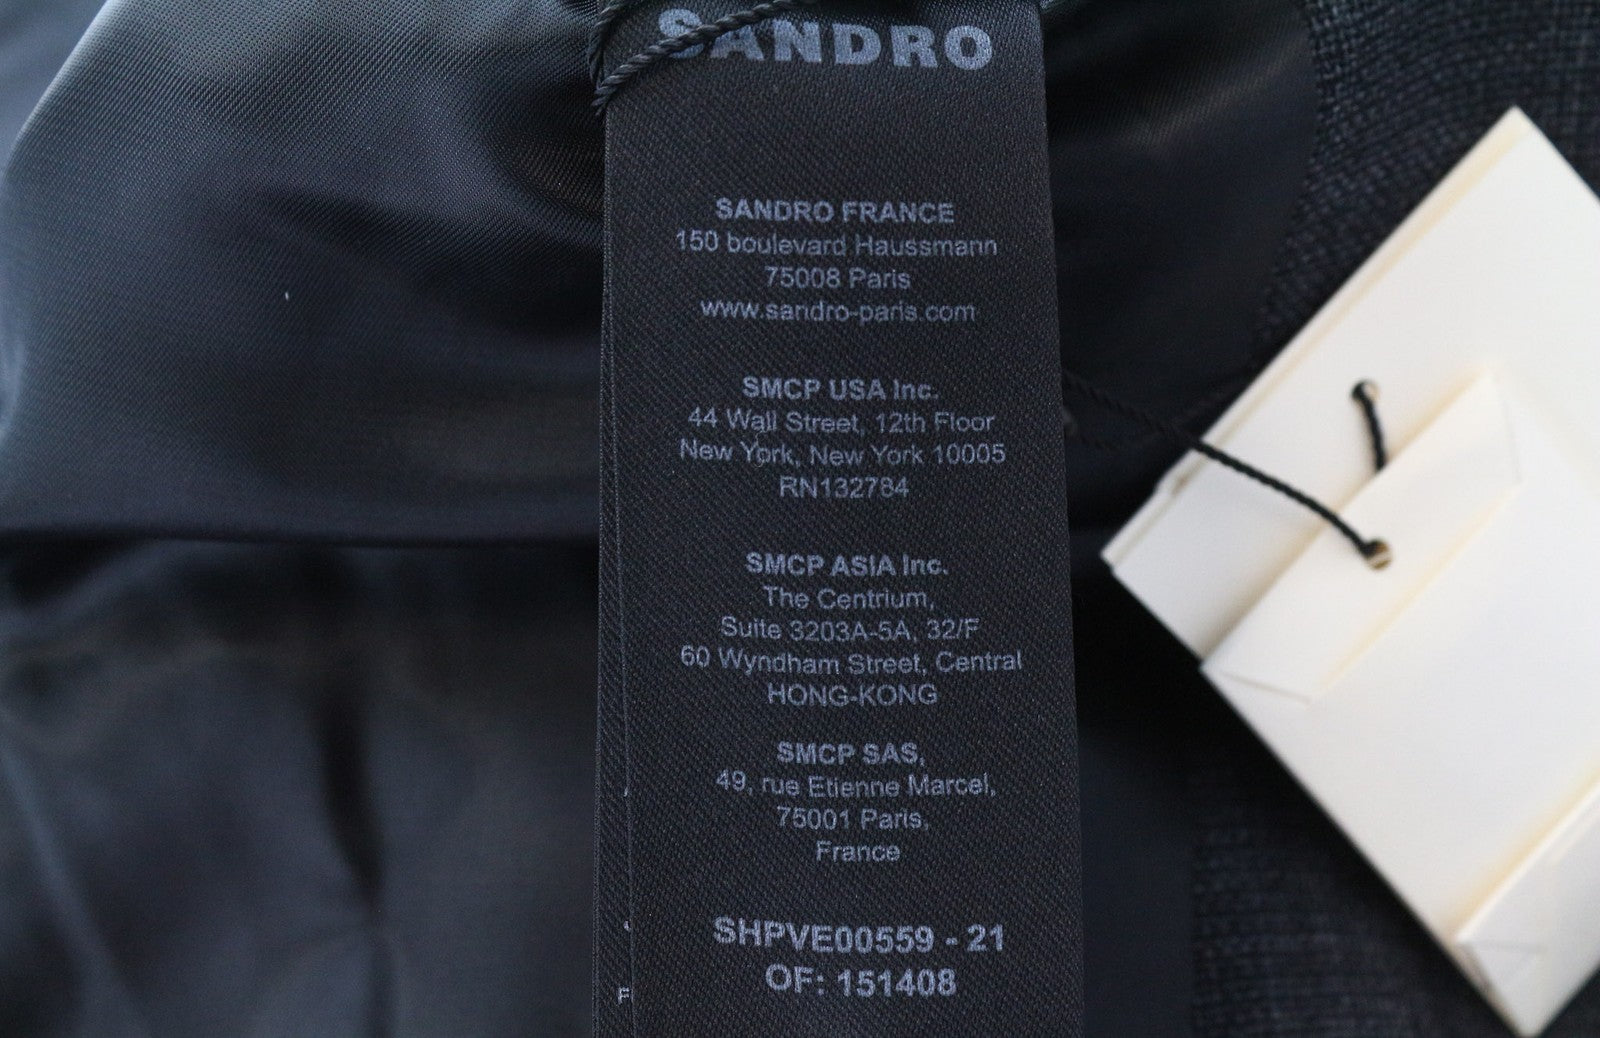 SANDRO
SANDRO FRANCE
150 boulevard Haussmann
75008 Paris
www.sandro-paris.com
SMCP USA Inc.
44 Wall Street, 12th Floor
New York, New York 10005
RN132784
SMCP ASIA Inc.
The Centrium,
Suite 3203A-5A, 32/F
60 Wyndham Street, Central
HONG-KONG
SMCP SAS,
49, rue Etienne Marcel,
75001 Paris,
France
SHPVE00559 - 21
OF: 151408